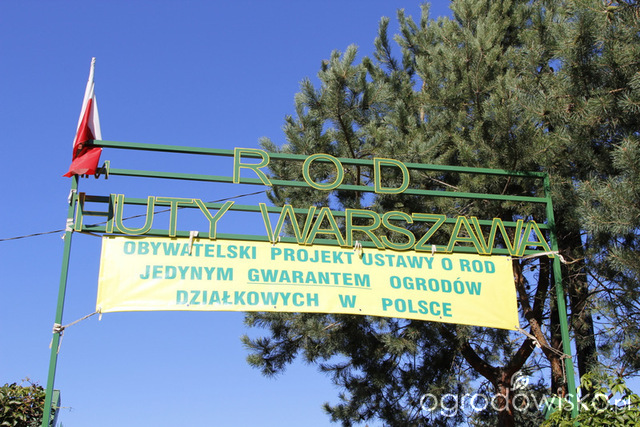 ROD
HUTY WARSZAWA
OBYWATELSKI PROJEKT USTAWY O ROD
JEDYNYM GWARANTEM OGRODÓW
DZIAŁKOWYCH W POLSCE
ogrodowisko.pl